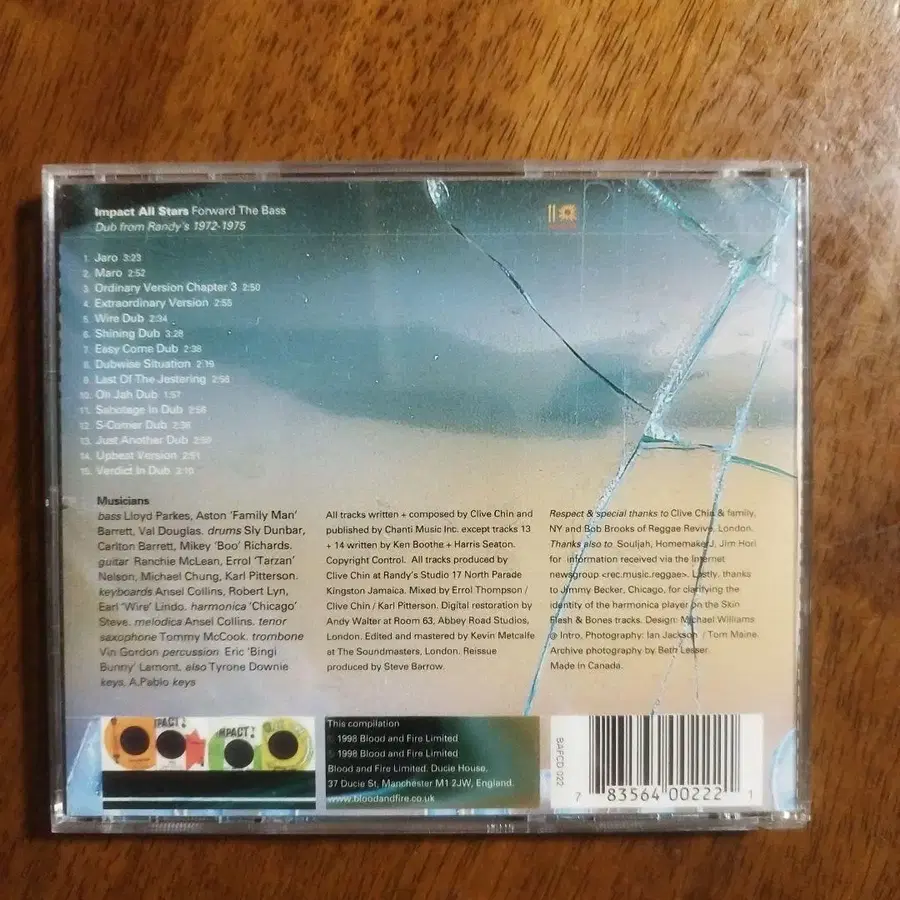 Impact All Stars Forward The Bass
Dub from Randy's 1972-1975
1. Jaro 3:23
2. Maro 2:52
3. Ordinary Version Chapter 3 2:50
4. Extraordinary Version 2:55
5. Wire Dub 2:34
6. Shining Dub 3:28
7. Easy Come Dub 2:38
8. Dubwise Situation 2:19
9. Last Of The Jestering 2:58
10. Oh Jah Dub 1:57
11. Sabotage In Dub 2:56
12. S-Corner Dub 2:36
13. Just Another Dub
14. Upbest Version 2:51
15. Verdict In Dub 3:10
Musicians
bass Lloyd Parkes, Aston 'Family Man'
Barrett, Val Douglas. drums Sly Dunbar,
Carlton Barrett, Mikey 'Boo' Richards.
guitar Ranchie McLean, Errol 'Tarzan'
Nelson, Michael Chung, Karl Pitterson.
keyboards Ansel Collins, Robert Lyn,
Earl 'Wire' Lindo. harmonica 'Chicago'
Steve. melodica Ansel Collins. tenor
saxophone Tommy McCook. trombone
Vin Gordon percussion Eric 'Bingi
Bunny' Lamont. also Tyrone Downie
keys. A.Pablo keys
All tracks written + composed by Clive Chin and
published by Chanti Music Inc. except tracks 13
+ 14 written by Ken Boothe + Harris Seaton.
Copyright Control. All tracks produced by
Clive Chin at Randy's Studio 17 North Parade
Kingston Jamaica. Mixed by Errol Thompson /
Clive Chin / Karl Pitterson. Digital restoration by
Andy Walter at Room 63, Abbey Road Studios,
London. Edited and mastered by Kevin Metcalfe
at The Soundmasters, London. Reissue
produced by Steve Barrow.
Respect & special thanks to Clive Chin & family,
NY and Bob Brooks of Reggae Revive, London.
Thanks also to Souljah, HomemakerJ, Jim Hori
for information received via the Internet
newsgroup <rec.music.reggae>. Lastly, thanks
to Jimmy Becker, Chicago, for clarifying the
identity of the harmonica player on the Skin
Flesh & Bones tracks. Design: Michael Williams
@ Intro, Photography: Ian Jackson / Tom Maine.
Archive photography by Beth Lesser.
Made in Canada.
IMPACT!
This compilation
℗ 1998 Blood and Fire Limited
© 1998 Blood and Fire Limited
Blood and Fire Limited. Ducie House,
37 Ducie St, Manchester M1 2JW, England.
www.bloodandfire.co.uk
BAFCD 022
7 83564 00222 1